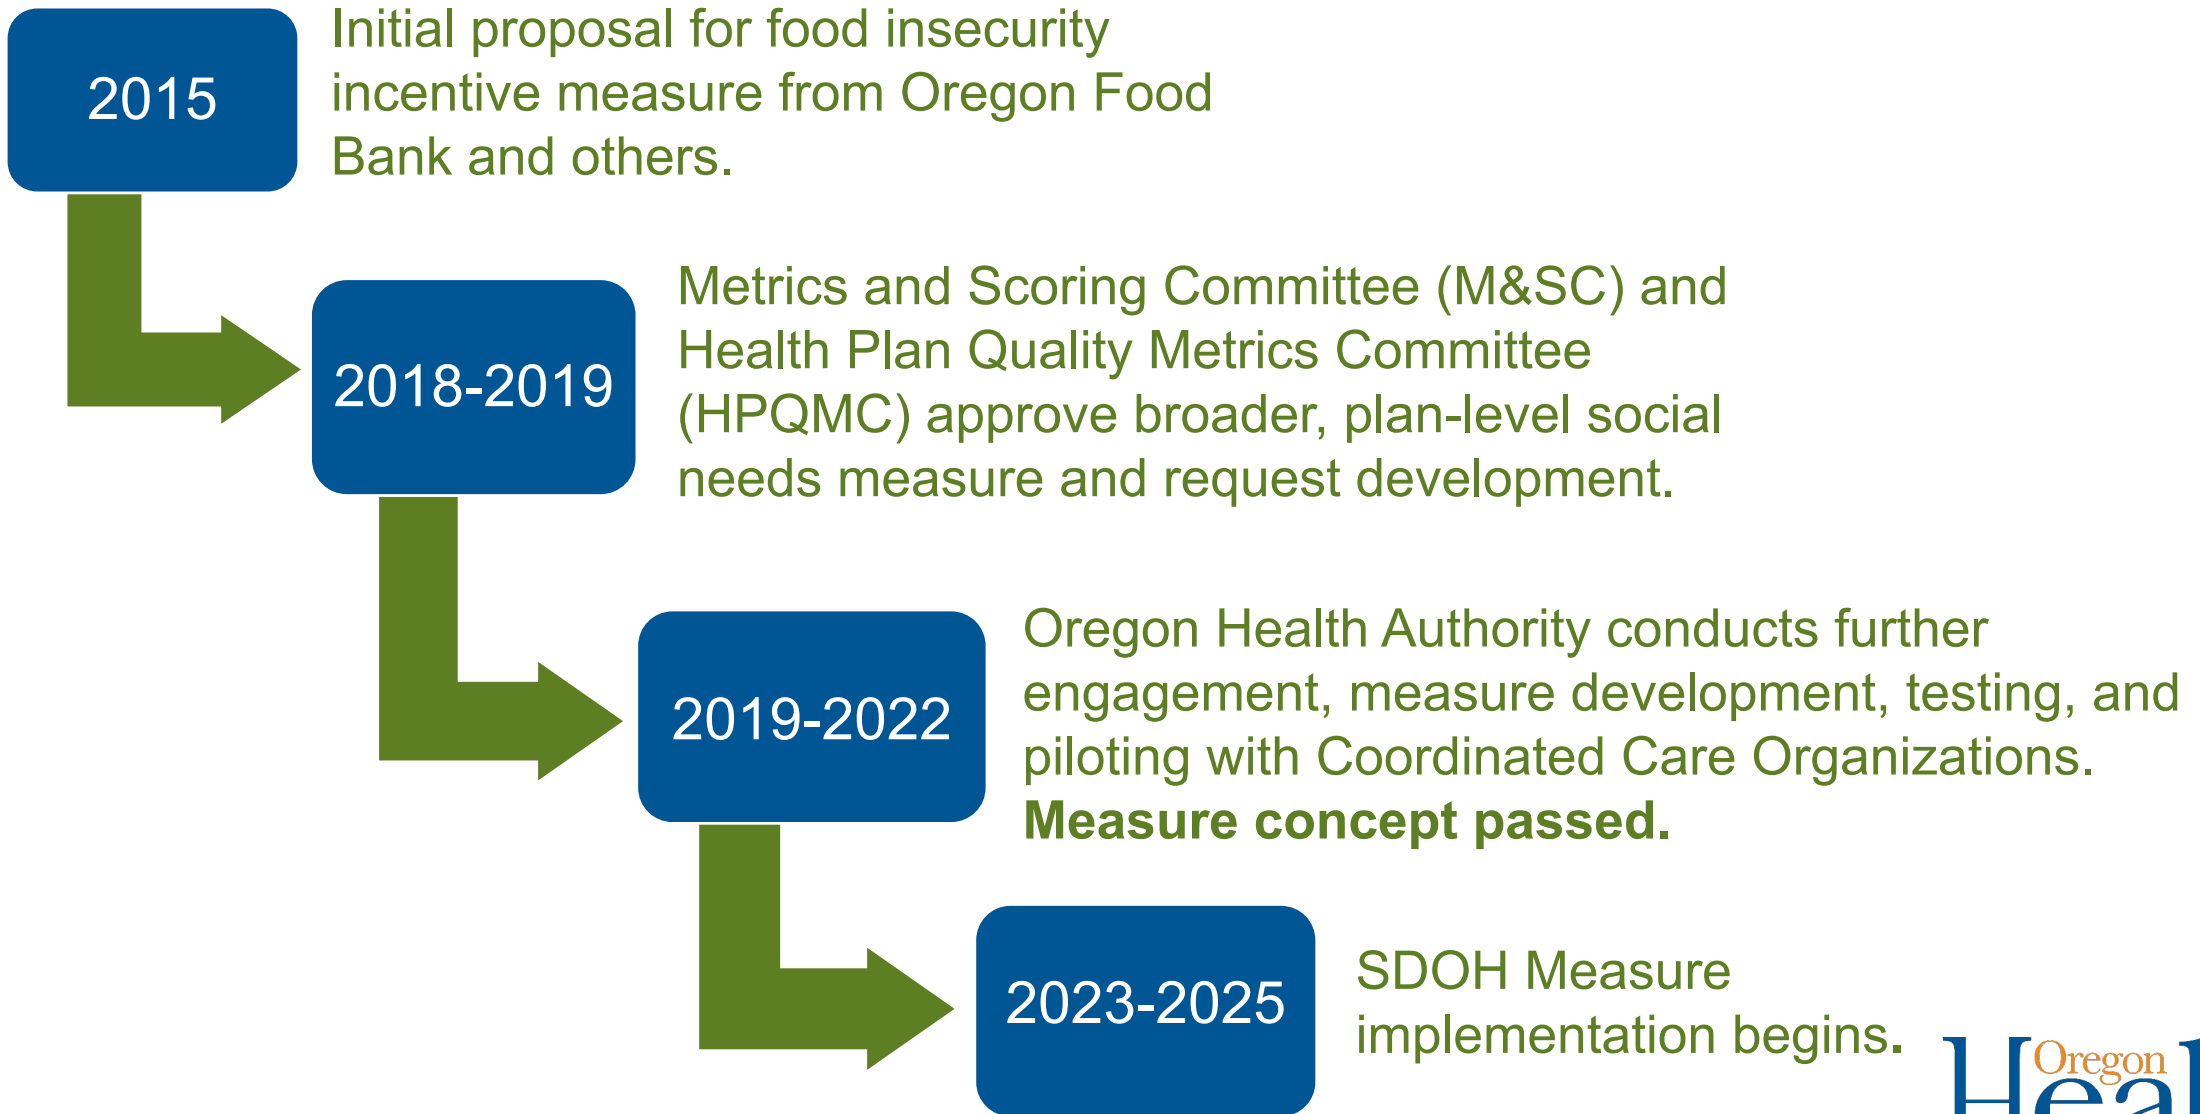 2015
Initial proposal for food insecurity
incentive measure from Oregon Food
Bank and others.
2018-2019
Metrics and Scoring Committee (M&SC) and
Health Plan Quality Metrics Committee
(HPQMC) approve broader, plan-level social
needs measure and request development.
2019-2022
Oregon Health Authority conducts further
engagement, measure development, testing, and
piloting with Coordinated Care Organizations.
Measure concept passed.
2023-2025
SDOH Measure
implementation begins.
Oregon